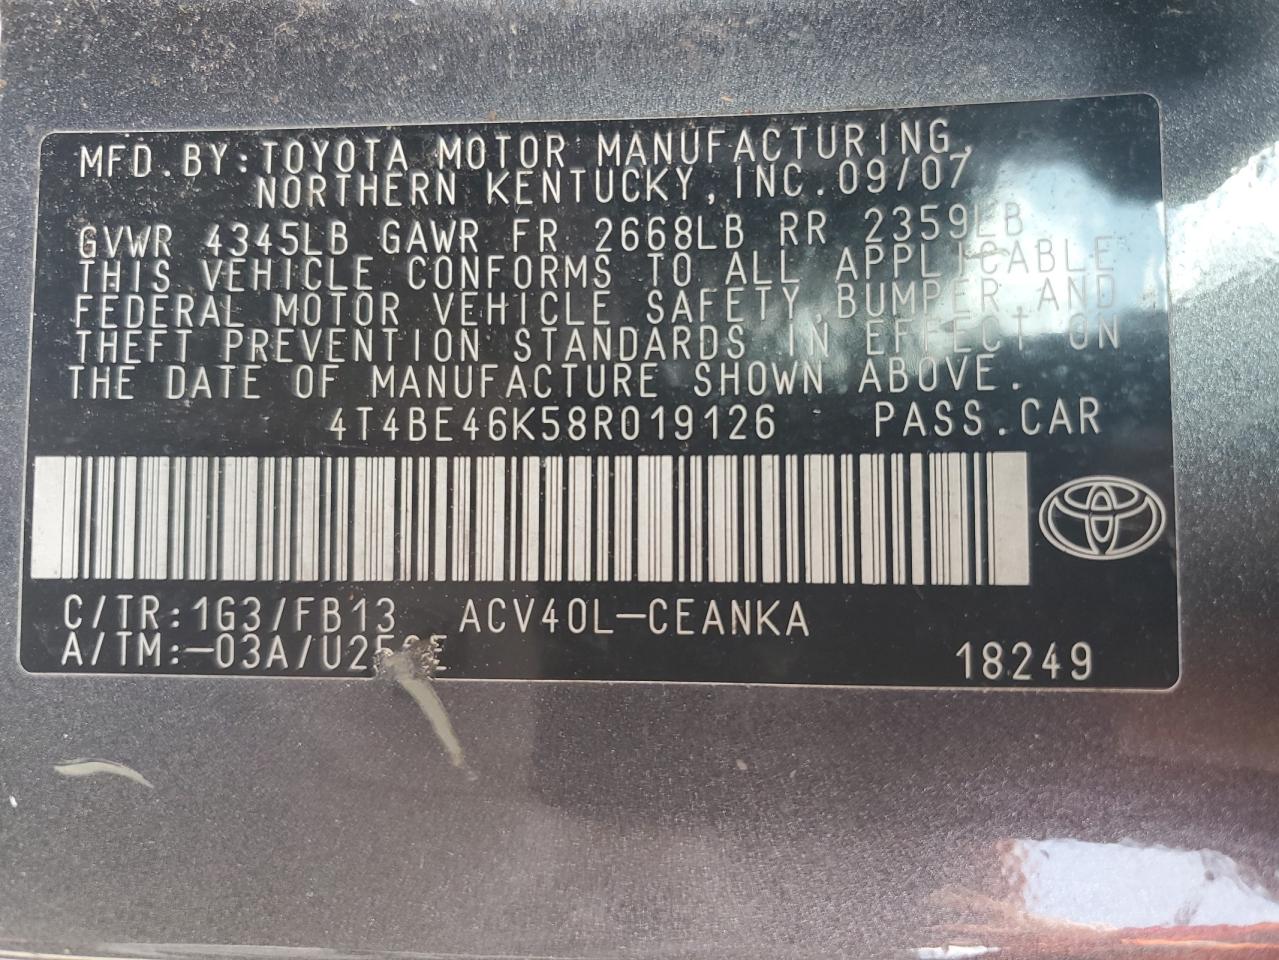 MFD.BY:TOYOTA MOTOR MANUFACTURING,
NORTHERN KENTUCKY,INC.09/07
GVWR 4345LB GAWR FR 2668LB RR 2359LB
THIS VEHICLE CONFORMS TO ALL APPLICABLE
FEDERAL MOTOR VEHICLE SAFETY,BUMPER,AND
THEFT PREVENTION STANDARDS IN EFFECT ON
THE DATE OF MANUFACTURE SHOWN ABOVE.
4T4BE46K58R019126 PASS.CAR
C/TR:1G3/FB13 ACV40L-CEANKA
A/TM:-03A/
18249